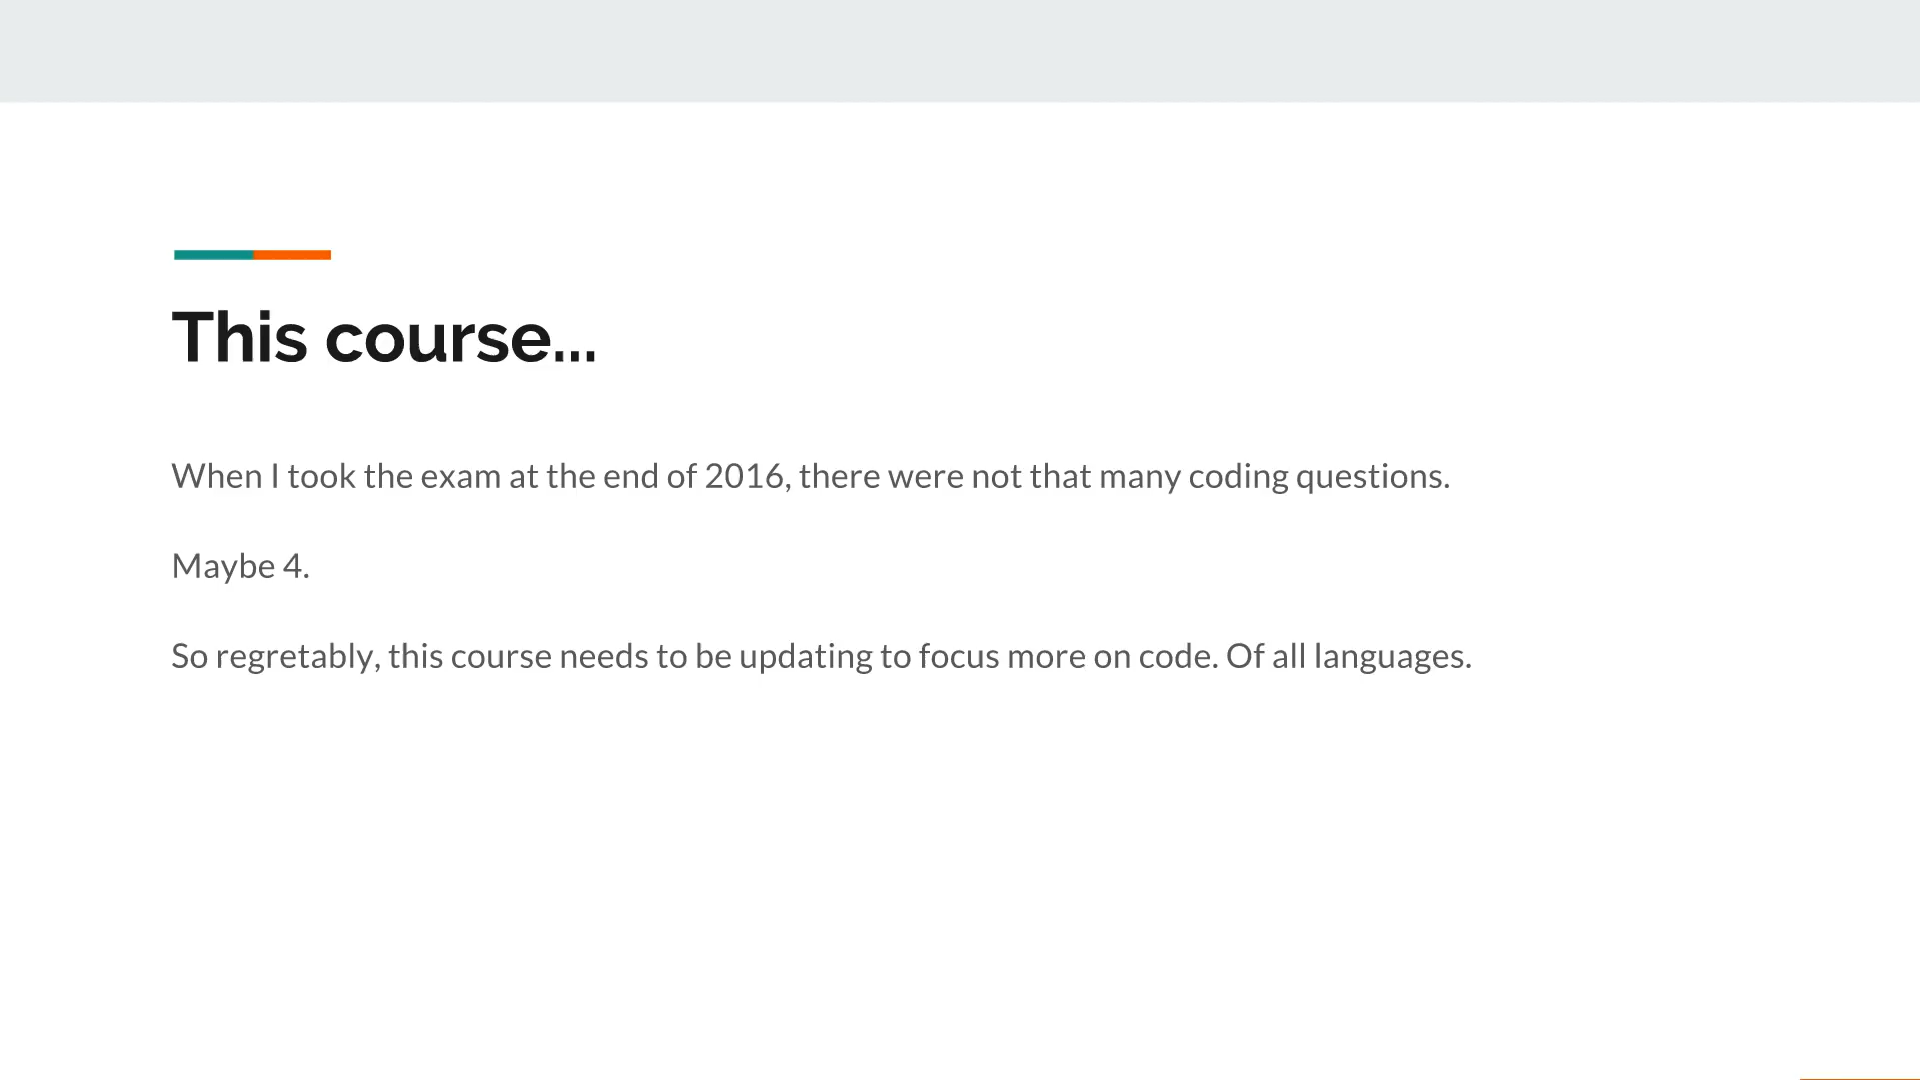 This course...
When I took the exam at the end of 2016, there were not that many coding questions.
Maybe 4.
So regretably, this course needs to be updating to focus more on code. Of all languages.